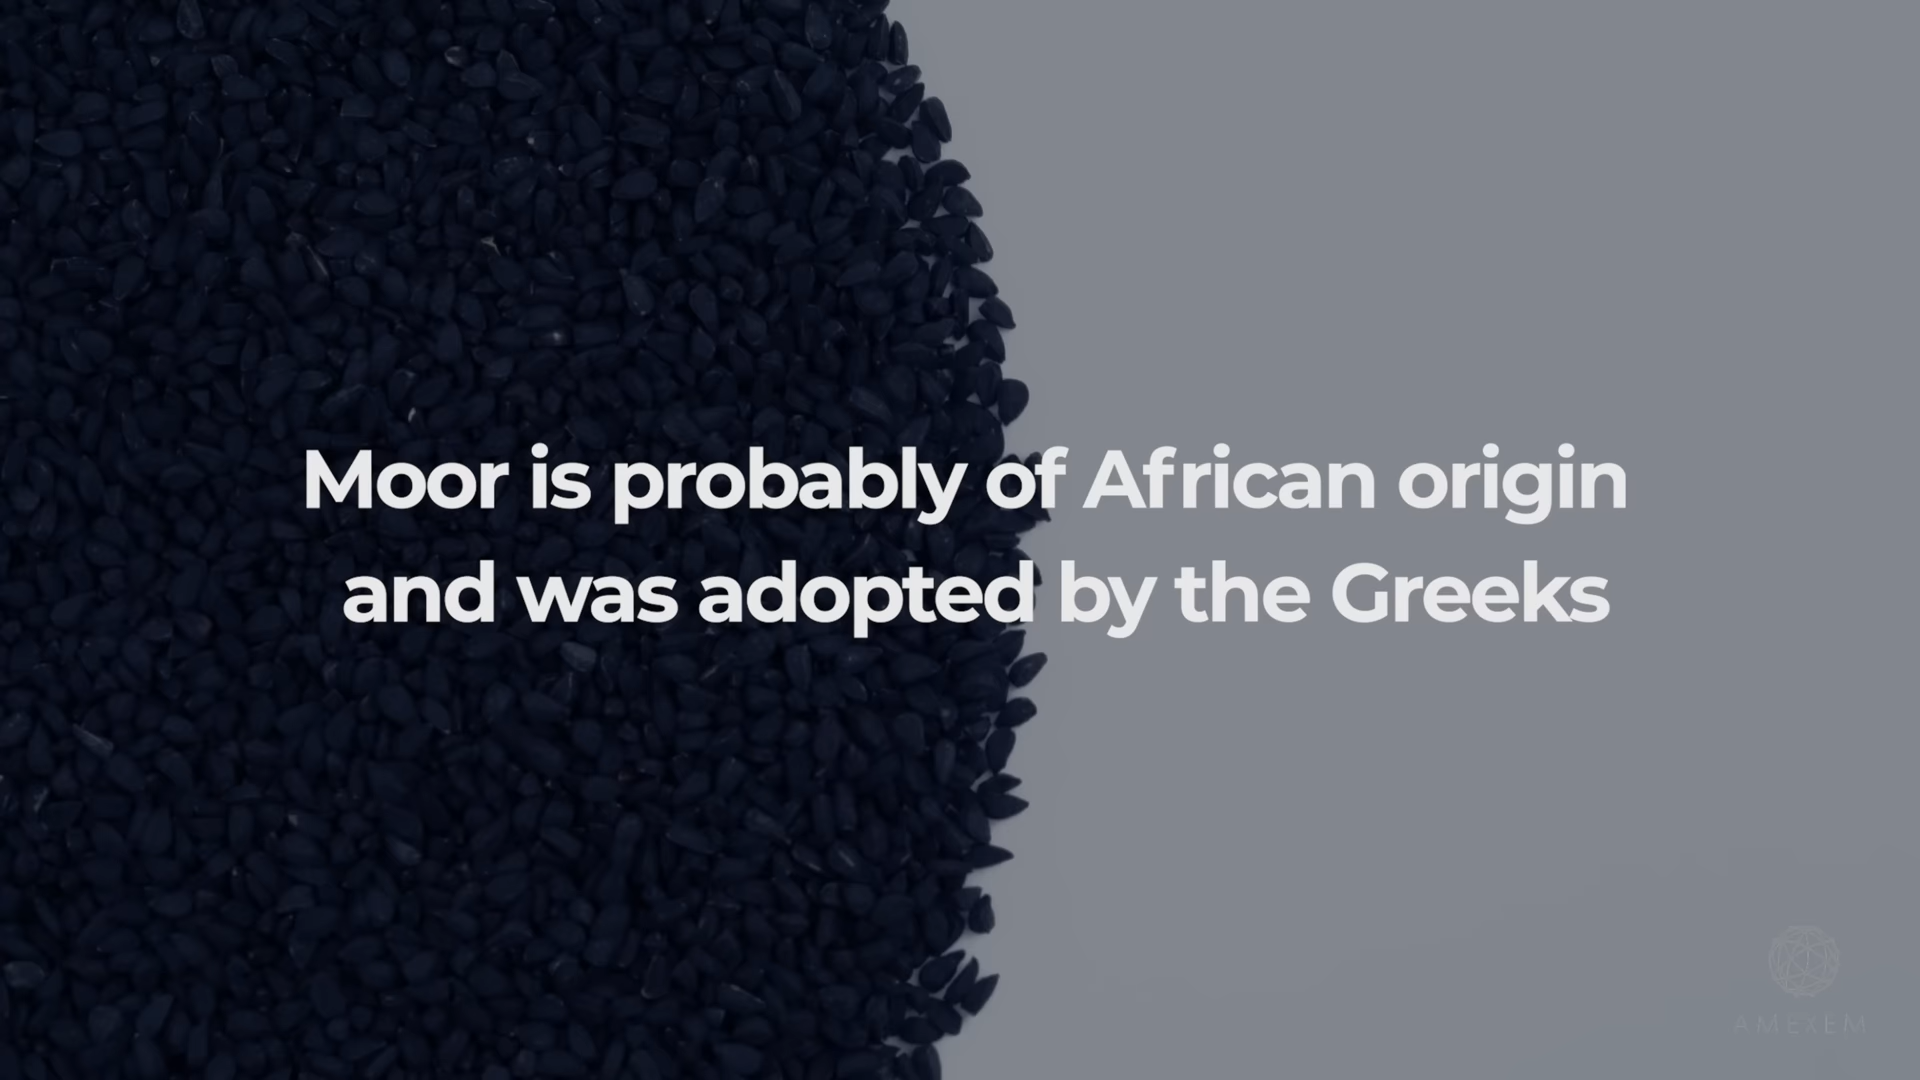 Moor is probably of African origin
and was adopted by the Greeks
AMEXEM